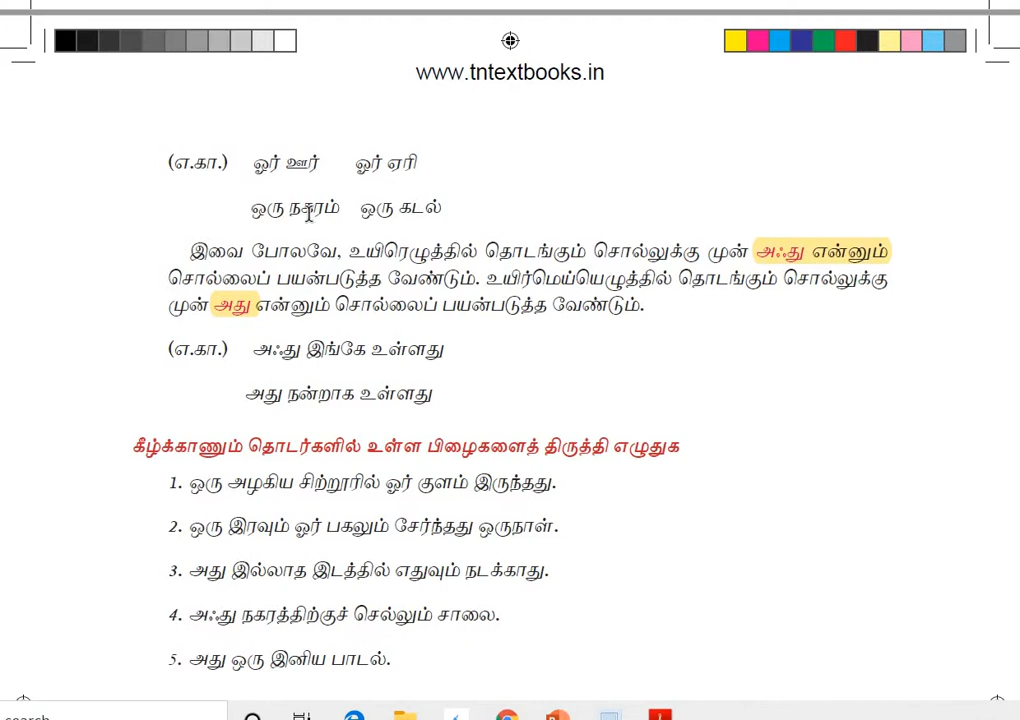 www.tntextbooks.in
(எ.கா.) ஓர் ஊர் ஓர் ஏரி
ஒரு நகரம் ஒரு கடல்
இவை போலவே, உயிரெழுத்தில் தொடங்கும் சொல்லுக்கு முன் அஃது என்னும்
சொல்லைப் பயன்படுத்த வேண்டும். உயிர்மெய்யெழுத்தில் தொடங்கும் சொல்லுக்கு
முன் அது என்னும் சொல்லைப் பயன்படுத்த வேண்டும்.
(எ.கா.) அஃது இங்கே உள்ளது
அது நன்றாக உள்ளது
கீழ்க்காணும் தொடர்களில் உள்ள பிழைகளைத் திருத்தி எழுதுக
1. ஒரு அழகிய சிற்றூரில் ஓர் குளம் இருந்தது.
2. ஒரு இரவும் ஓர் பகலும் சேர்ந்தது ஒருநாள்.
3. அது இல்லாத இடத்தில் எதுவும் நடக்காது.
4. அஃது நகரத்திற்குச் செல்லும் சாலை.
5. அது ஒரு இனிய பாடல்.
search